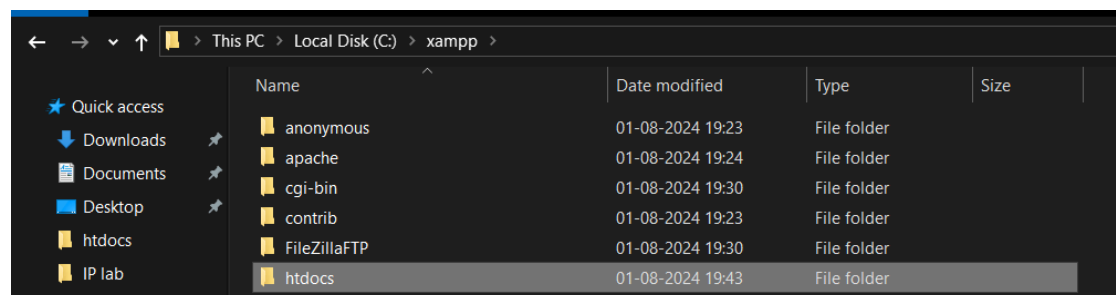 This PC > Local Disk (C:) > xampp >
Name Date modified Type Size
Quick access
Downloads
Documents
Desktop
htdocs
IP lab
anonymous 01-08-2024 19:23 File folder
apache 01-08-2024 19:24 File folder
cgi-bin 01-08-2024 19:30 File folder
contrib 01-08-2024 19:23 File folder
FileZillaFTP 01-08-2024 19:30 File folder
htdocs 01-08-2024 19:43 File folder